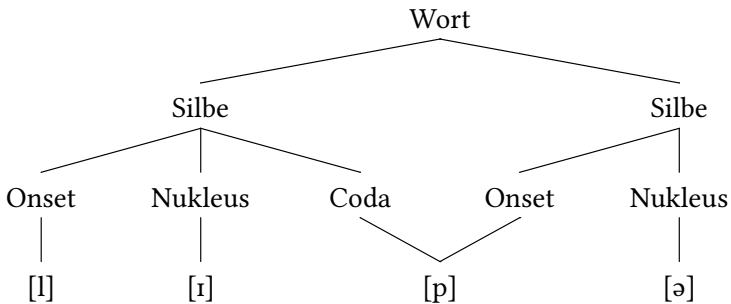 Wort
Silbe Silbe
Onset Nukleus Coda Onset Nukleus
[l] [ɪ] [p] [ə]